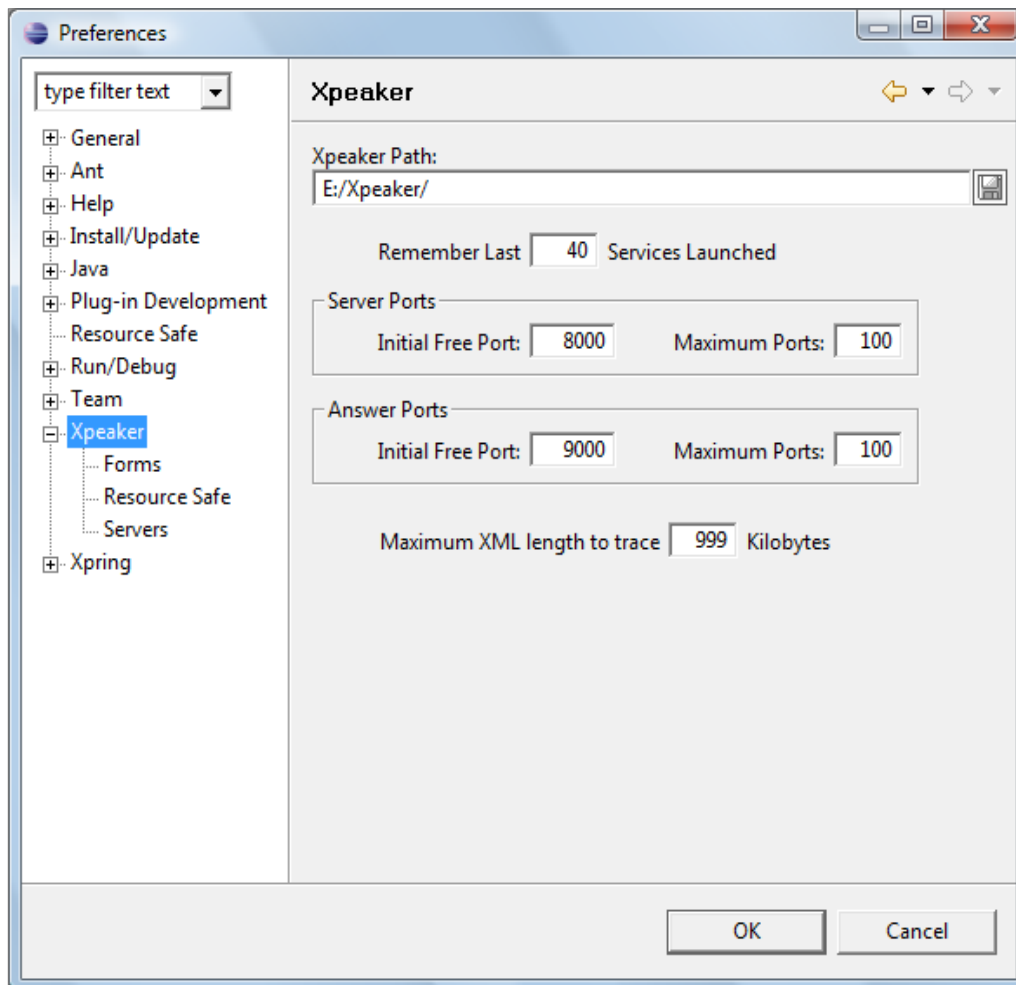 Preferences
type filter text
General
Ant
Help
Install/Update
Java
Plug-in Development
Resource Safe
Run/Debug
Team
Xpeaker
Forms
Resource Safe
Servers
Xpring
Xpeaker
Xpeaker Path:
E:/Xpeaker/
Remember Last 40 Services Launched
Server Ports
Initial Free Port: 8000 Maximum Ports: 100
Answer Ports
Initial Free Port: 9000 Maximum Ports: 100
Maximum XML length to trace 999 Kilobytes
OK Cancel